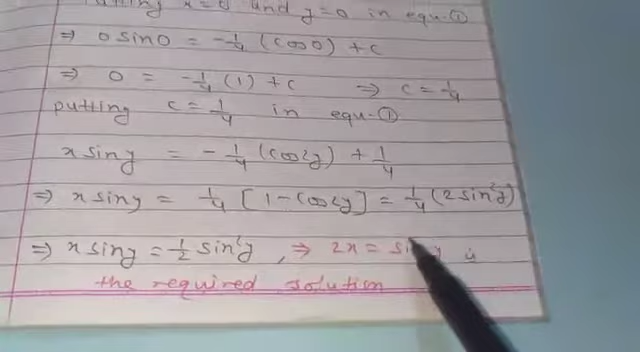 putting x=0 and y=0 in equ.①
⇒ 0 sin0 = -1/4 (cos0) + c
⇒ 0 = -1/4 (1) + c ⇒ c = 1/4
putting c = 1/4 in equ.①
x siny = -1/4 (cos2y) + 1/4
⇒ x siny = 1/4 [1-cos2y] = 1/4 (2sin²y)
⇒ x siny = 1/2 sin²y , ⇒ 2x = siny is
the required solution